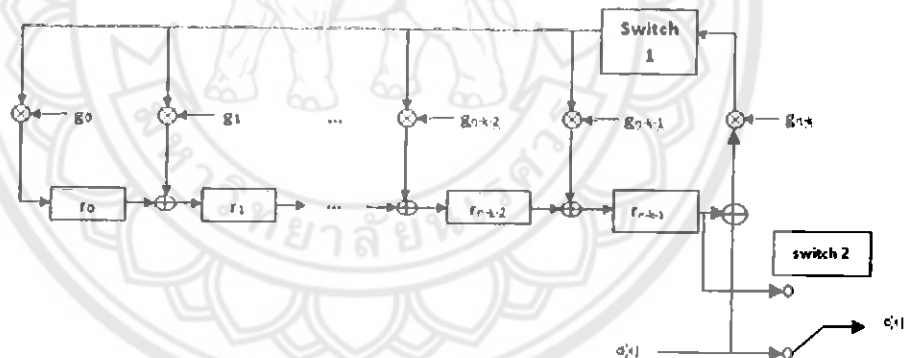 Switch
1
g0
g1
...
gn-k-2
gn-k-1
gn-k
r0
r1
...
rn-k-2
rn-k-1
switch 2